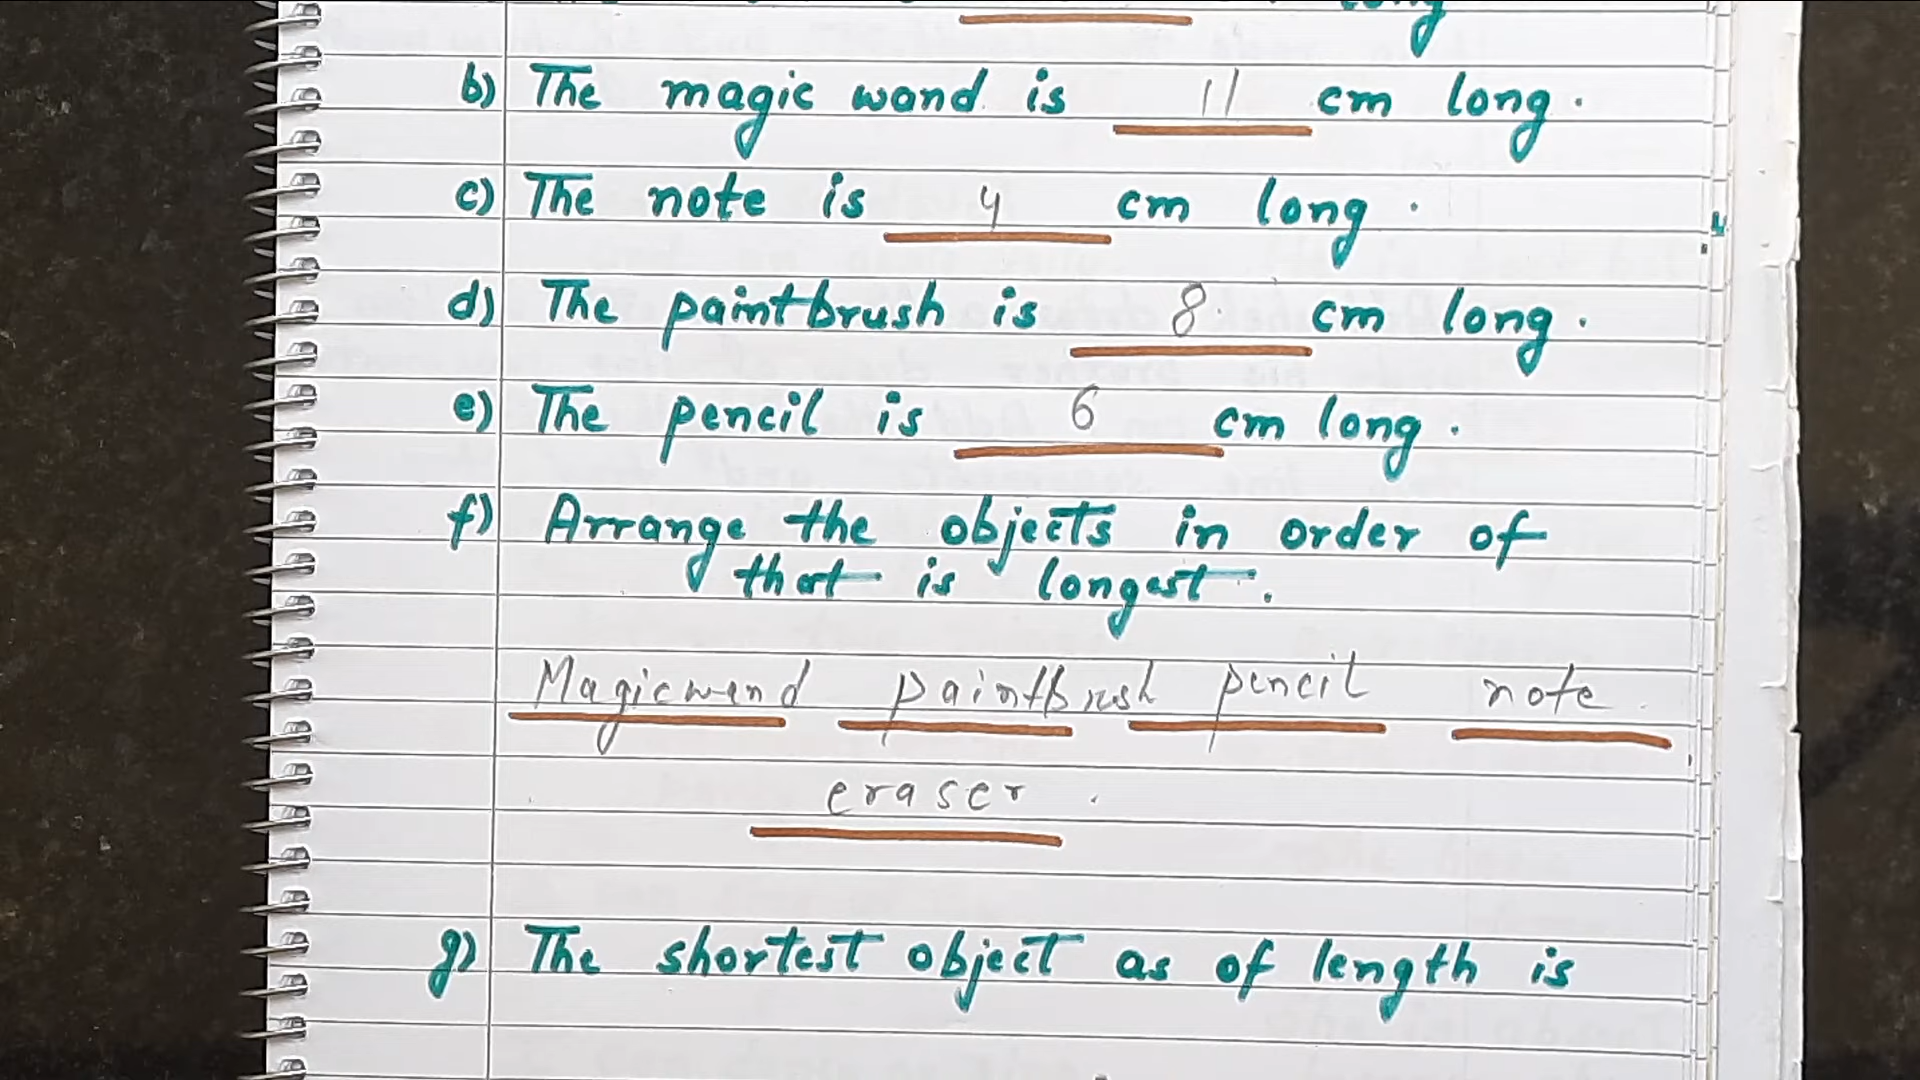 long
b) The magic wand is 11 cm long.
c) The note is 4 cm long.
d) The paintbrush is 8 cm long.
e) The pencil is 6 cm long.
f) Arrange the objects in order of
that is longest.
Magicwand paintbrush pencil note
eraser.
g) The shortest object as of length is